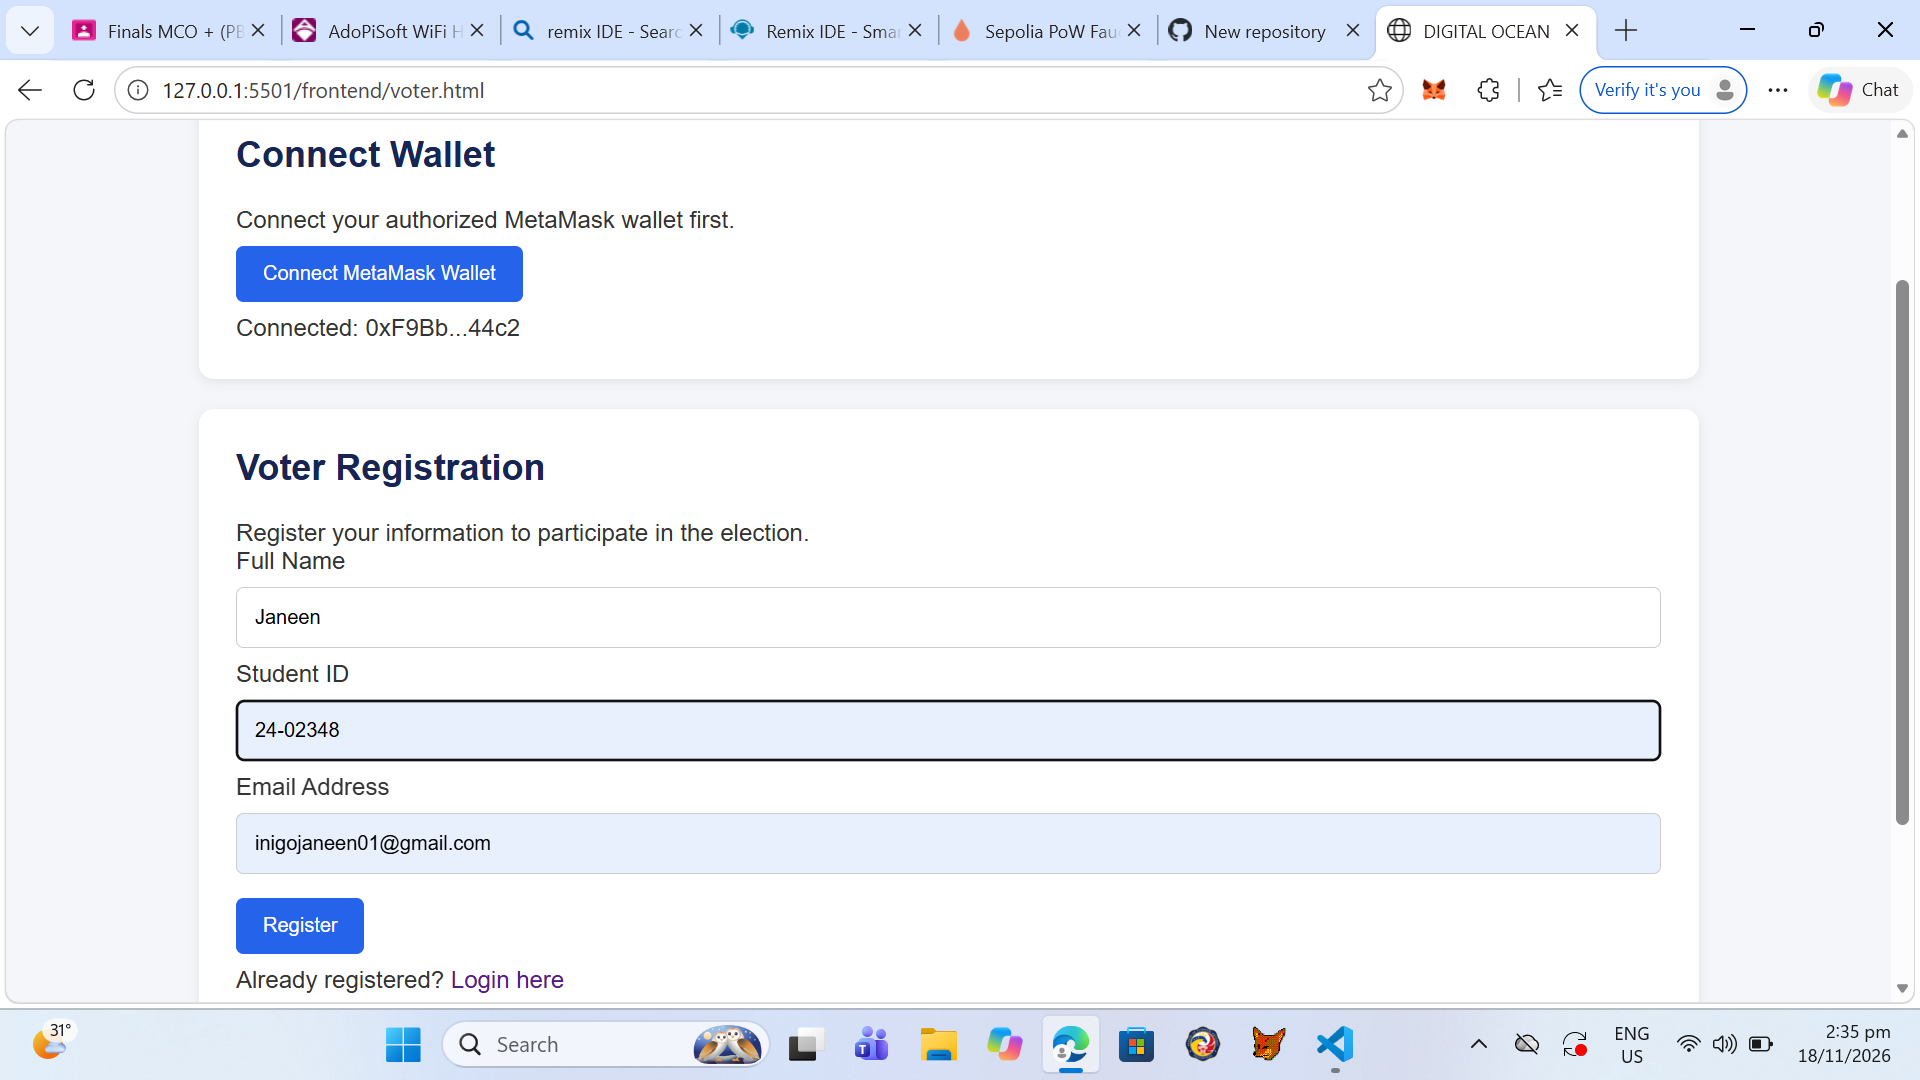 Finals MCO + (PB
AdoPiSoft WiFi H
remix IDE - Searc
Remix IDE - Smar
Sepolia PoW Fau
New repository
DIGITAL OCEAN
127.0.0.1:5501/frontend/voter.html
Verify it's you
Chat
Connect Wallet
Connect your authorized MetaMask wallet first.
Connect MetaMask Wallet
Connected: 0xF9Bb...44c2
Voter Registration
Register your information to participate in the election.
Full Name
Janeen
Student ID
24-02348
Email Address
inigojaneen01@gmail.com
Register
Already registered? Login here
31°
Search
ENG
US
2:35 pm
18/11/2026